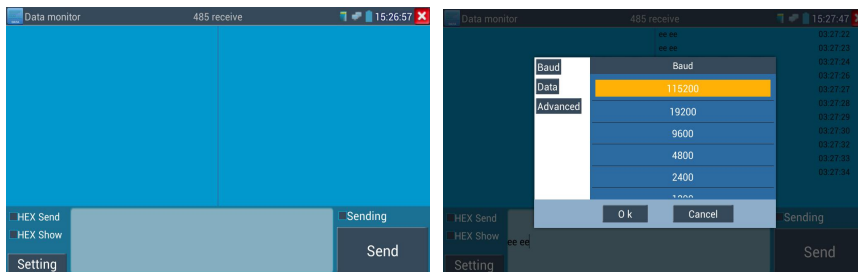 Data monitor 485 receive 15:26:57
HEX Send
HEX Show
Setting
Sending
Send
Data monitor 485 receive 15:27:47
ee ee
ee ee
03:27:22
03:27:23
03:27:24
03:27:26
03:27:27
03:27:28
03:27:29
03:27:30
03:27:32
03:27:33
03:27:34
Baud
Data
Advanced
Baud
115200
19200
9600
4800
2400
Ok Cancel
HEX Send
HEX Show
ee ee
Setting
Sending
Send